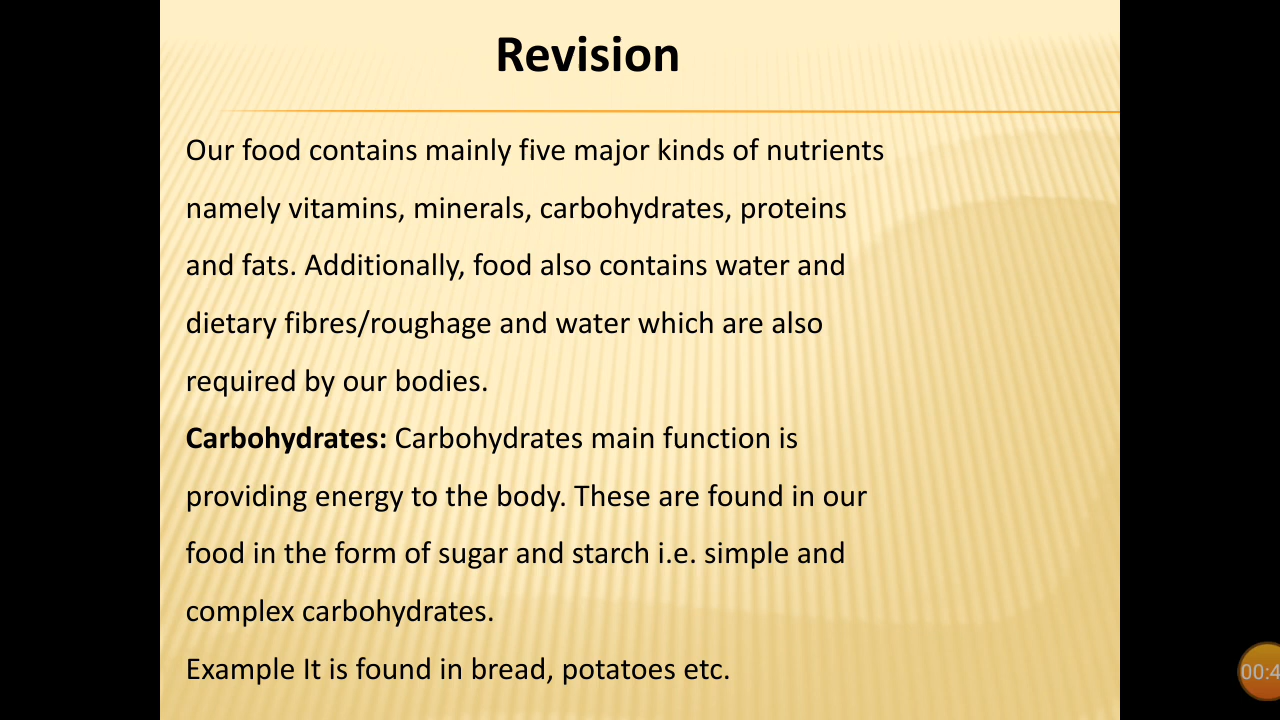 Revision
Our food contains mainly five major kinds of nutrients
namely vitamins, minerals, carbohydrates, proteins
and fats. Additionally, food also contains water and
dietary fibres/roughage and water which are also
required by our bodies.
Carbohydrates: Carbohydrates main function is
providing energy to the body. These are found in our
food in the form of sugar and starch i.e. simple and
complex carbohydrates.
Example It is found in bread, potatoes etc.
00:4